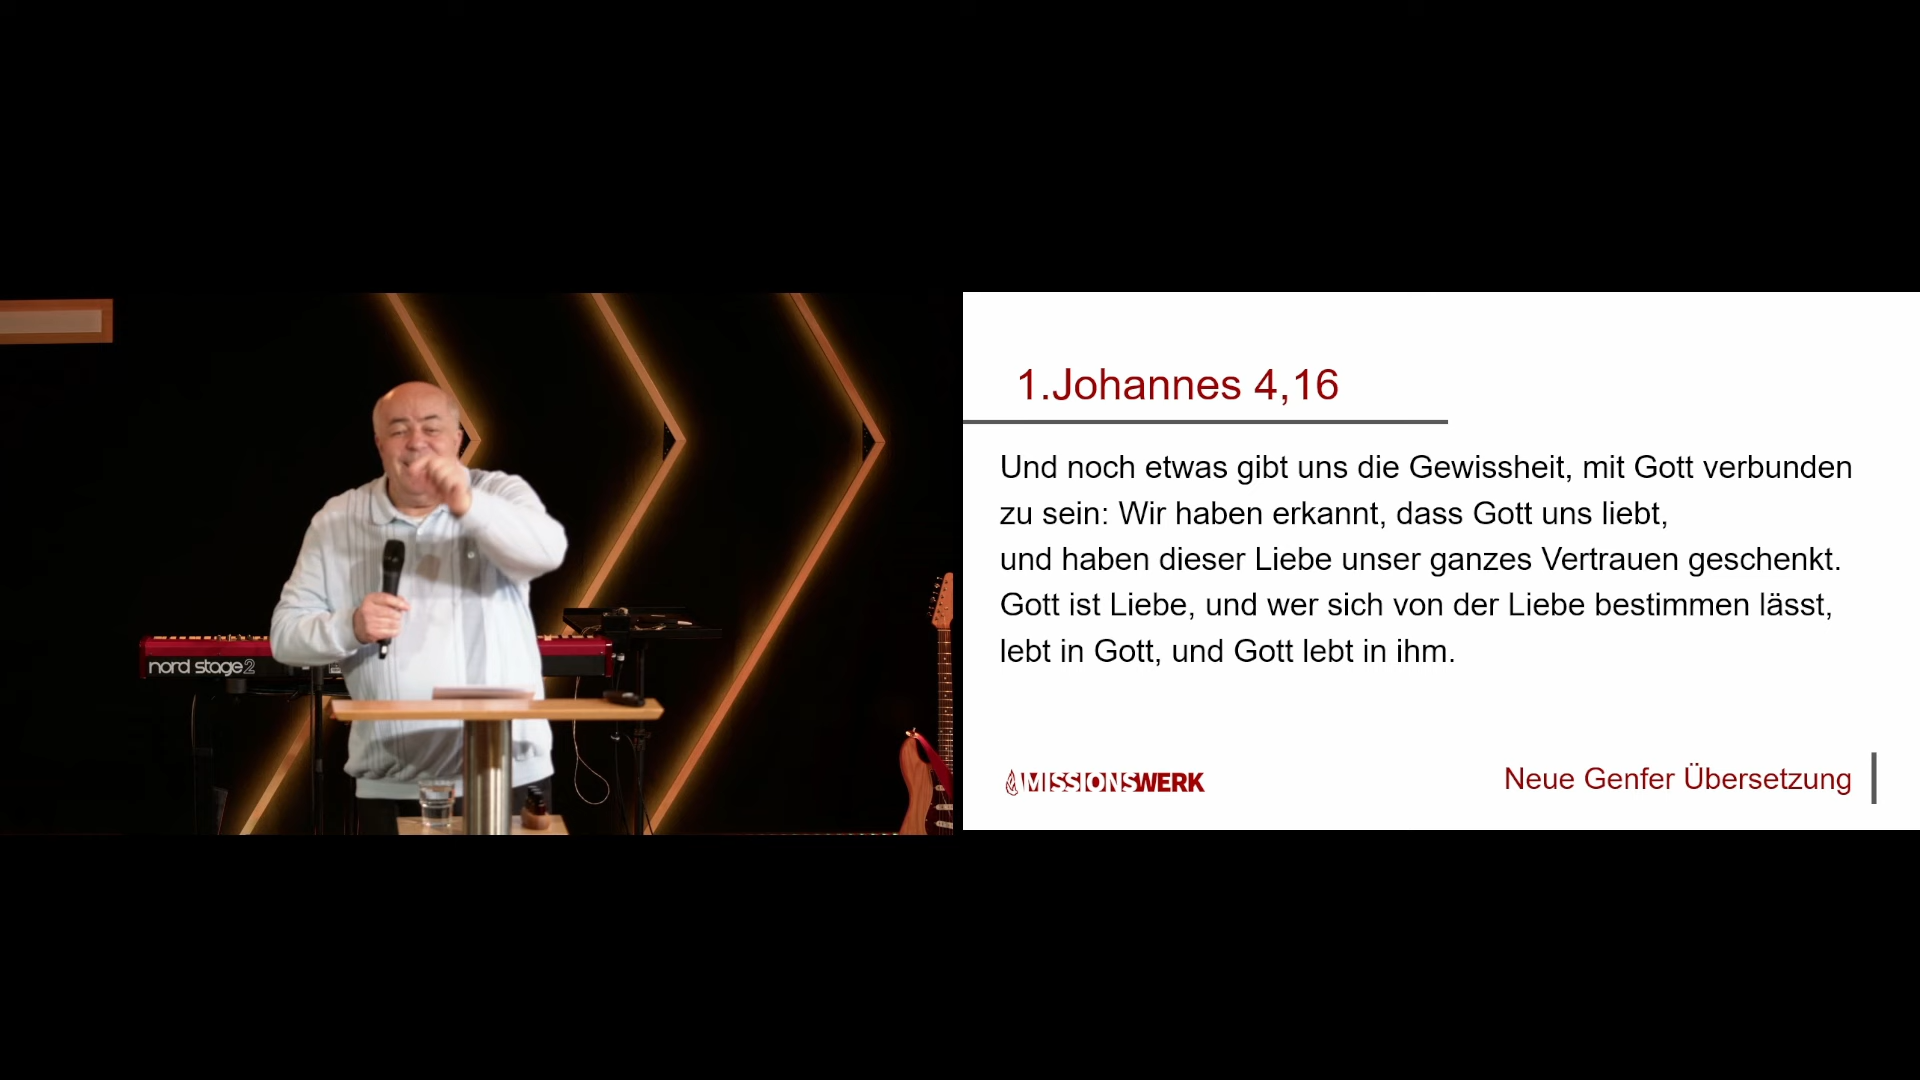 nord stage 2
1.Johannes 4,16
Und noch etwas gibt uns die Gewissheit, mit Gott verbunden
zu sein: Wir haben erkannt, dass Gott uns liebt,
und haben dieser Liebe unser ganzes Vertrauen geschenkt.
Gott ist Liebe, und wer sich von der Liebe bestimmen lässt,
lebt in Gott, und Gott lebt in ihm.
MISSIONSWERK
Neue Genfer Übersetzung